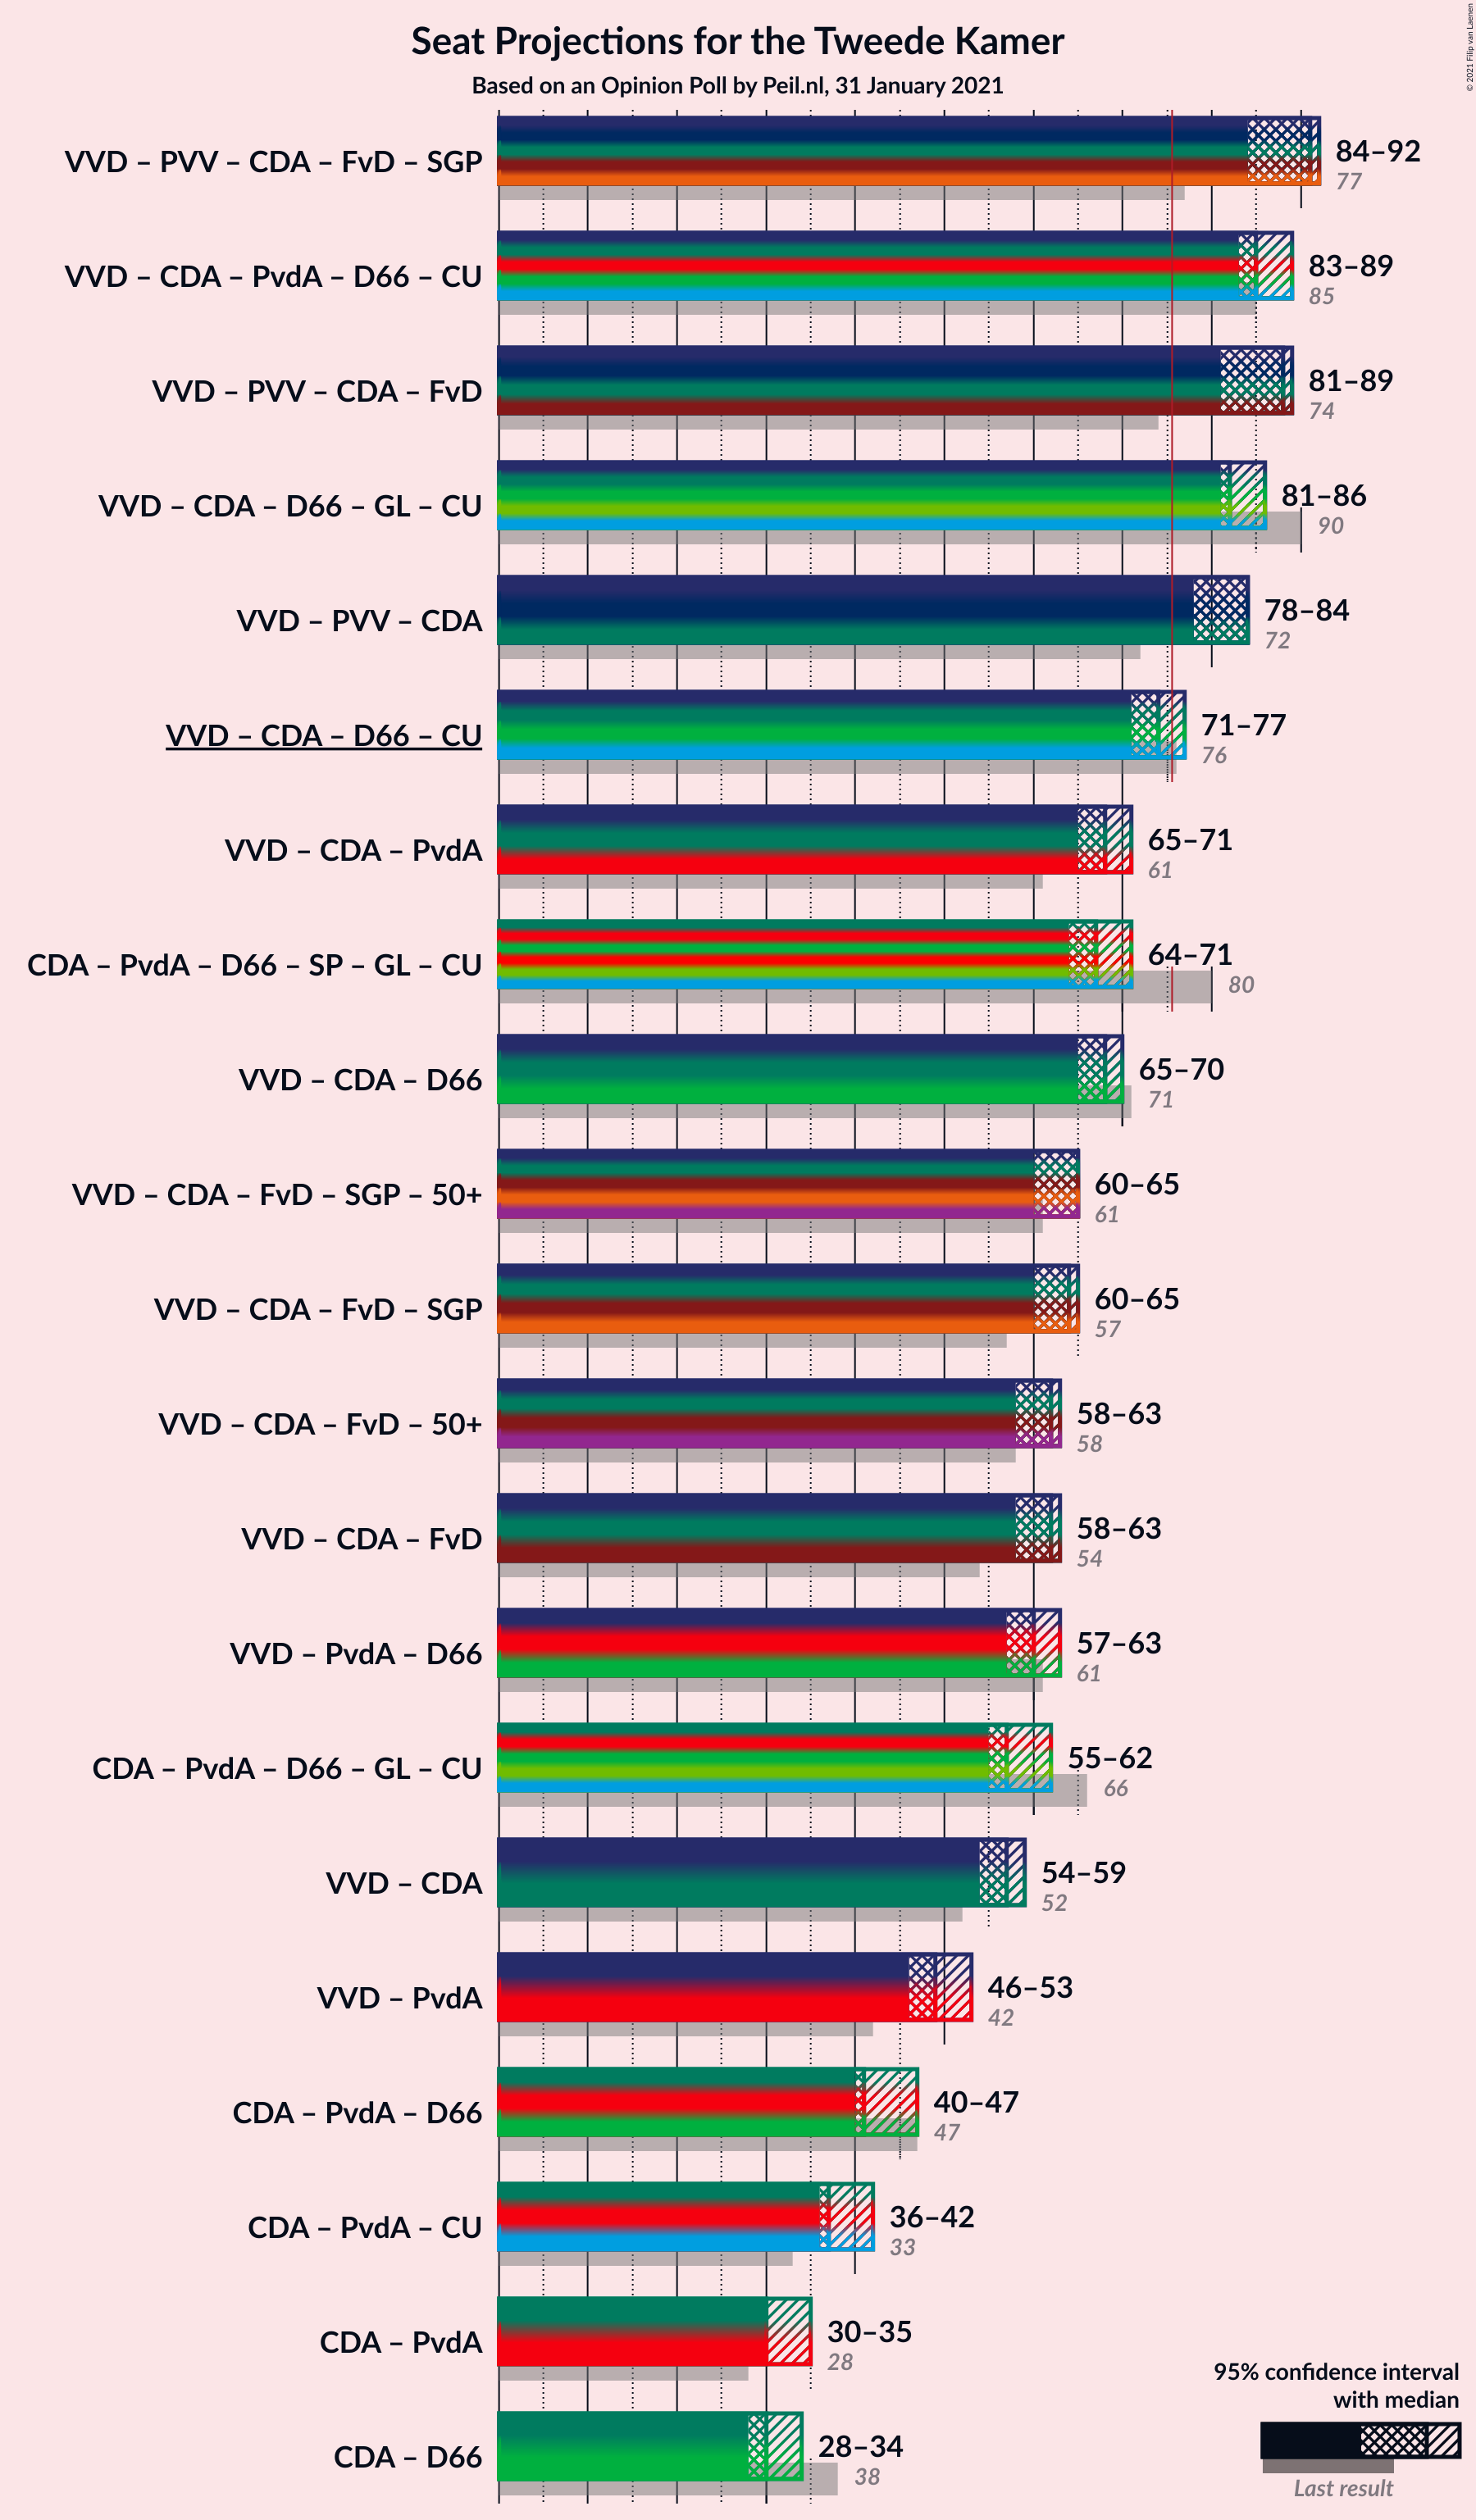 Seat Projections for the Tweede Kamer
Based on an Opinion Poll by Peil.nl, 31 January 2021
© 2021 Filip van Laenen
VVD – PVV – CDA – FvD – SGP
84–92
77
VVD – CDA – PvdA – D66 – CU
83–89
85
VVD – PVV – CDA – FvD
81–89
74
VVD – CDA – D66 – GL – CU
81–86
90
VVD – PVV – CDA
78–84
72
VVD – CDA – D66 – CU
71–77
76
VVD – CDA – PvdA
65–71
61
CDA – PvdA – D66 – SP – GL – CU
64–71
80
VVD – CDA – D66
65–70
71
VVD – CDA – FvD – SGP – 50+
60–65
61
VVD – CDA – FvD – SGP
60–65
57
VVD – CDA – FvD – 50+
58–63
58
VVD – CDA – FvD
58–63
54
VVD – PvdA – D66
57–63
61
CDA – PvdA – D66 – GL – CU
55–62
66
VVD – CDA
54–59
52
VVD – PvdA
46–53
42
CDA – PvdA – D66
40–47
47
CDA – PvdA – CU
36–42
33
CDA – PvdA
30–35
28
CDA – D66
28–34
38
95% confidence interval
with median
Last result